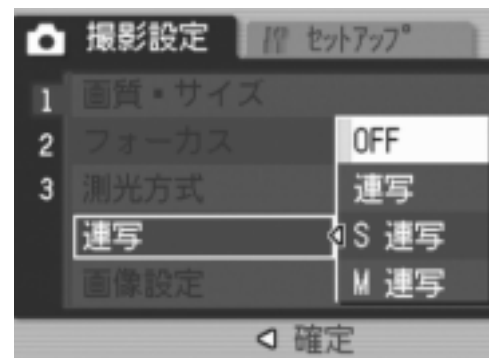 撮影設定 セットアップ
1 画質・サイズ
2 フォーカス OFF
3 測光方式 連写
連写 S 連写
画像設定 M 連写
確定